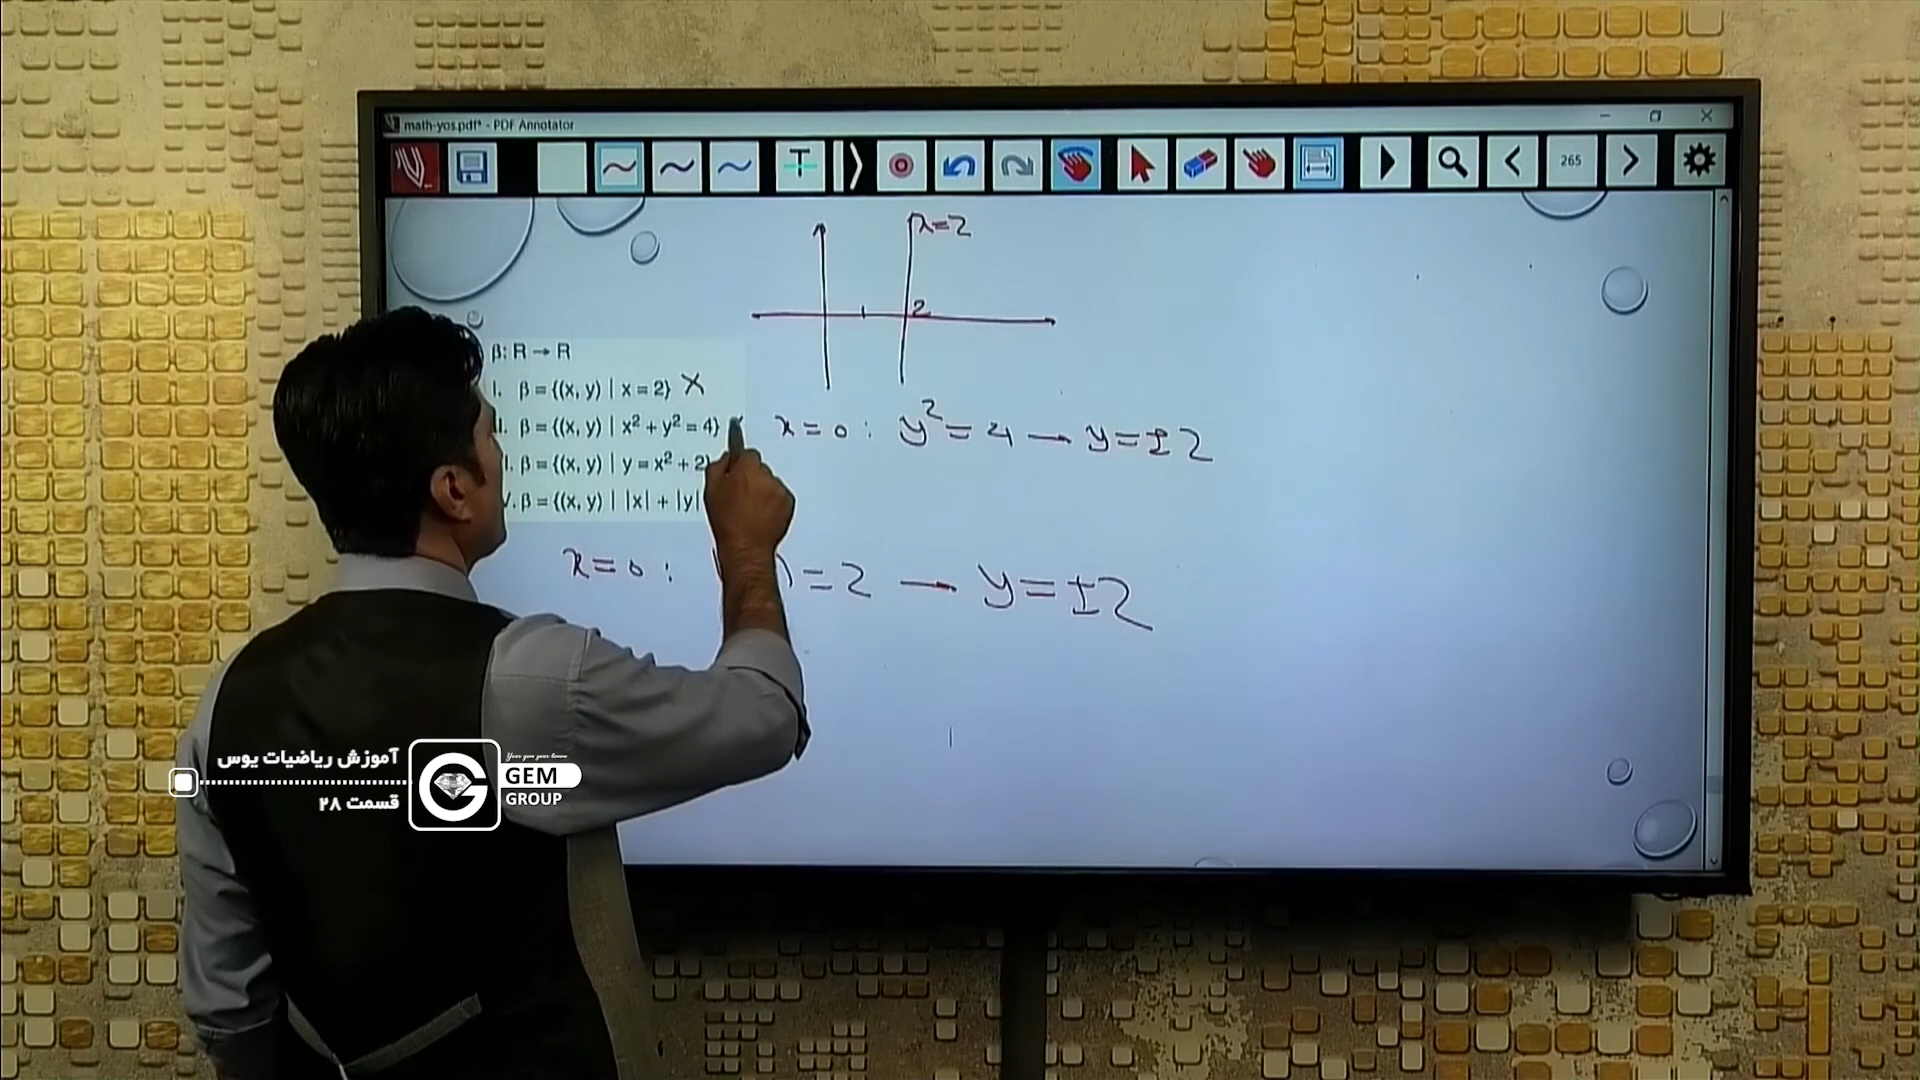 math-yos.pdf* - PDF Annotator
265
x=2
2
β: R → R
I. β = {(x, y) | x = 2} X
I. β = {(x, y) | x² + y² = 4}
x=0 : y²=4 → y=±2
I. β = {(x, y) | y = x² + 2}
V. β = {(x, y) | |x| + |y|
x=0 : =2 → y=±2
آموزش ریاضیات یوس
قسمت ۲۸
G
GEM
GROUP